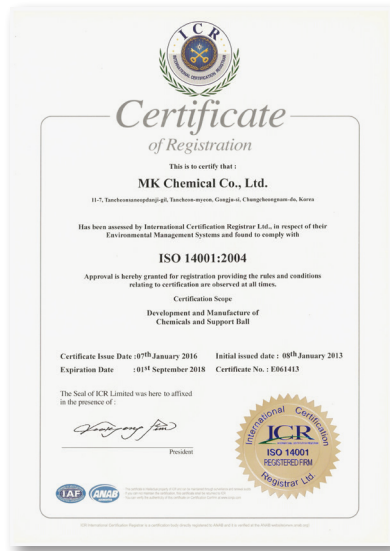 ICR
INTERNATIONAL CERTIFICATION REGISTRAR
Certificate
of Registration
This is to certify that :
MK Chemical Co., Ltd.
11-7, Tancheonsaneopdanji-gil, Tancheon-myeon, Gongju-si, Chungcheongnam-do, Korea
Has been assessed by International Certification Registrar Ltd., in respect of their
Environmental Management Systems and found to comply with
ISO 14001:2004
Approval is hereby granted for registration providing the rules and conditions
relating to certification are observed at all times.
Certification Scope
Development and Manufacture of
Chemicals and Support Ball
Certificate Issue Date :07th January 2016 Initial issued date : 08th January 2013
Expiration Date :01st September 2018 Certificate No. : E061413
The Seal of ICR Limited was here to affixed
in the presence of :
President
International Certification
ICR
ISO 14001
REGISTERED FIRM
Registrar Ltd.
IAF
ANAB